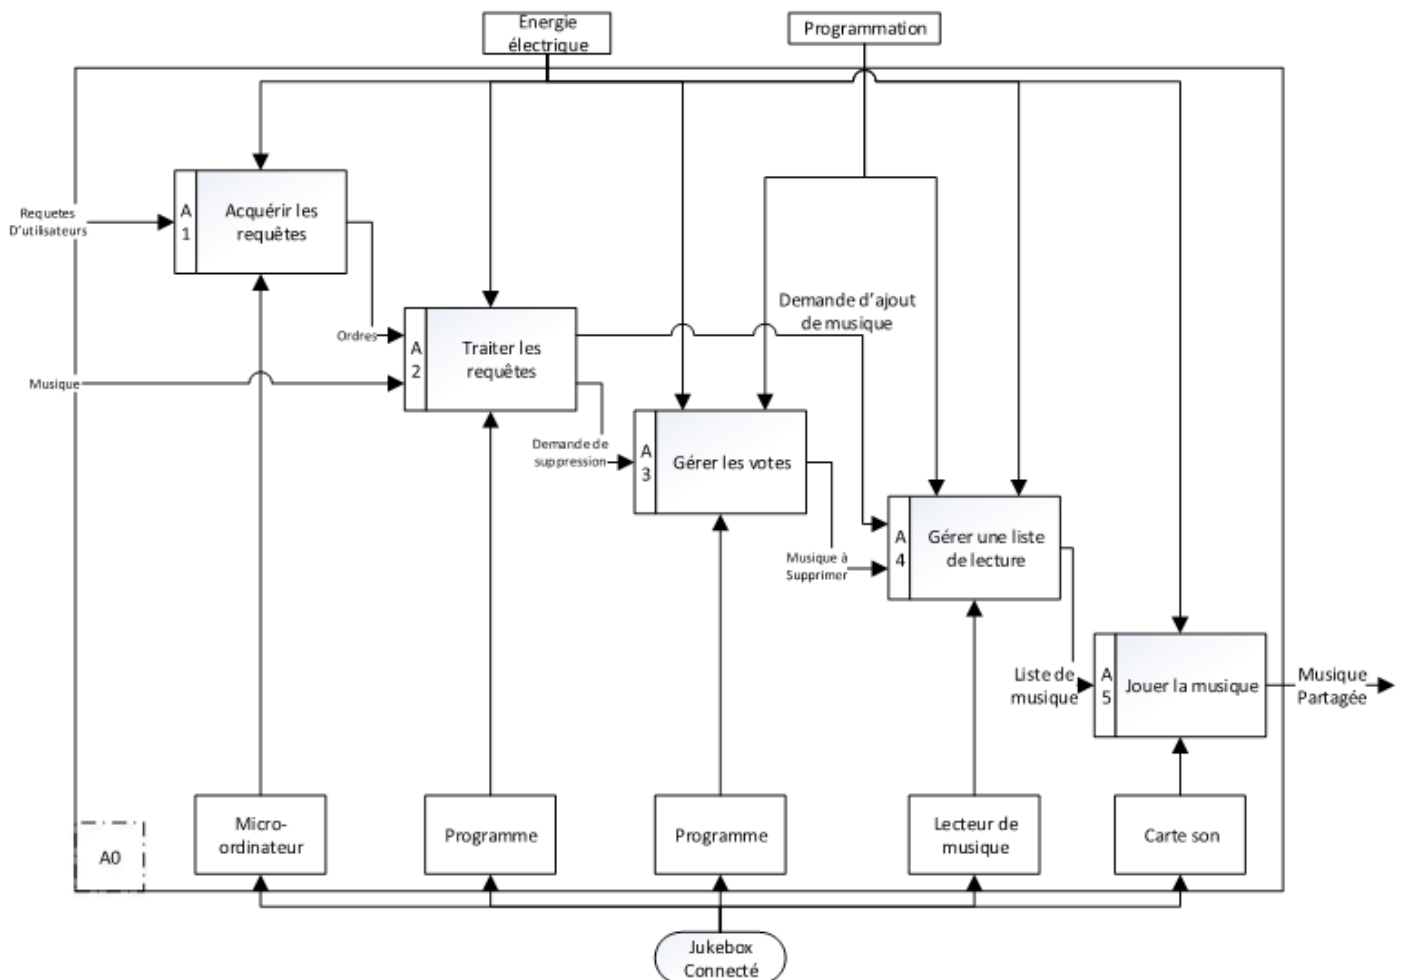 Energie
électrique
Programmation
A
1
Acquérir les
requêtes
Requetes
D'utilisateurs
Demande d'ajout
de musique
Ordres
A
2
Traiter les
requêtes
Musique
Demande de
suppression
A
3
Gérer les votes
A
4
Gérer une liste
de lecture
Musique à
Supprimer
Liste de
musique
A
5
Jouer la musique
Musique
Partagée
A0
Micro-
ordinateur
Programme
Programme
Lecteur de
musique
Carte son
Jukebox
Connecté